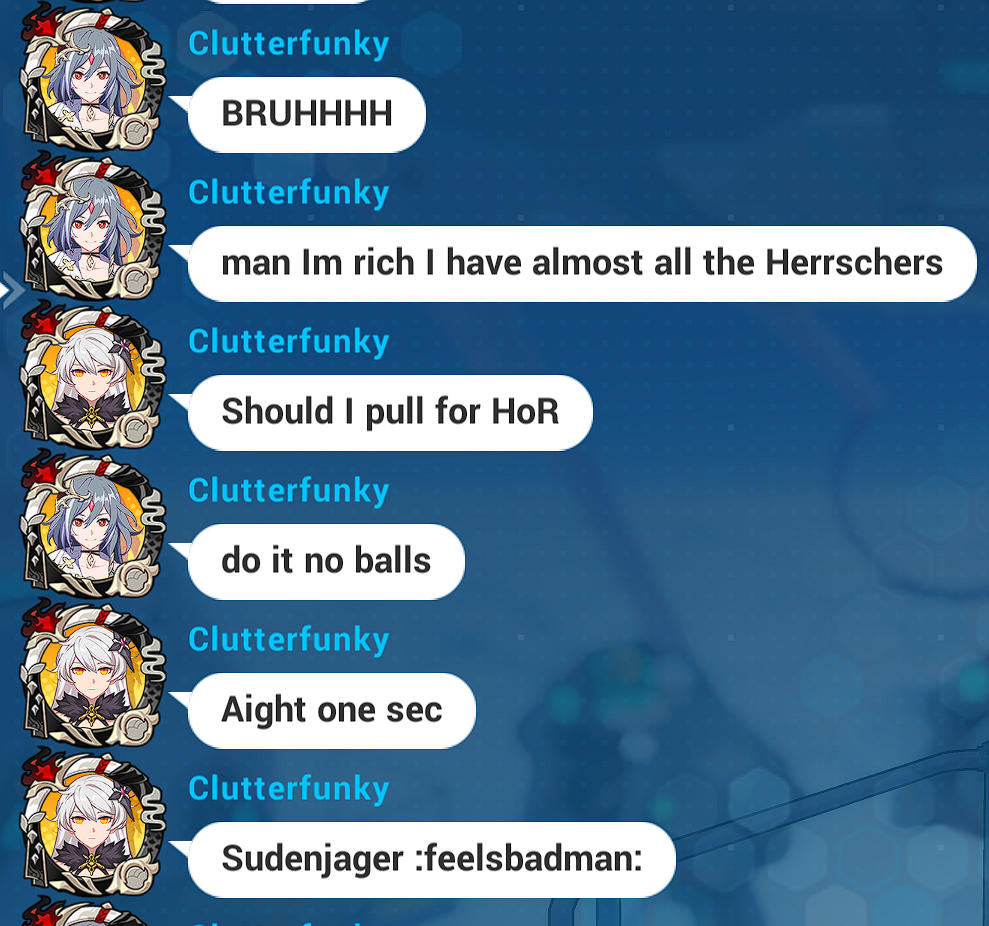 Clutterfunky
BRUHHHH
Clutterfunky
man Im rich I have almost all the Herrschers
Clutterfunky
Should I pull for HoR
Clutterfunky
do it no balls
Clutterfunky
Aight one sec
Clutterfunky
Sudenjager :feelsbadman: